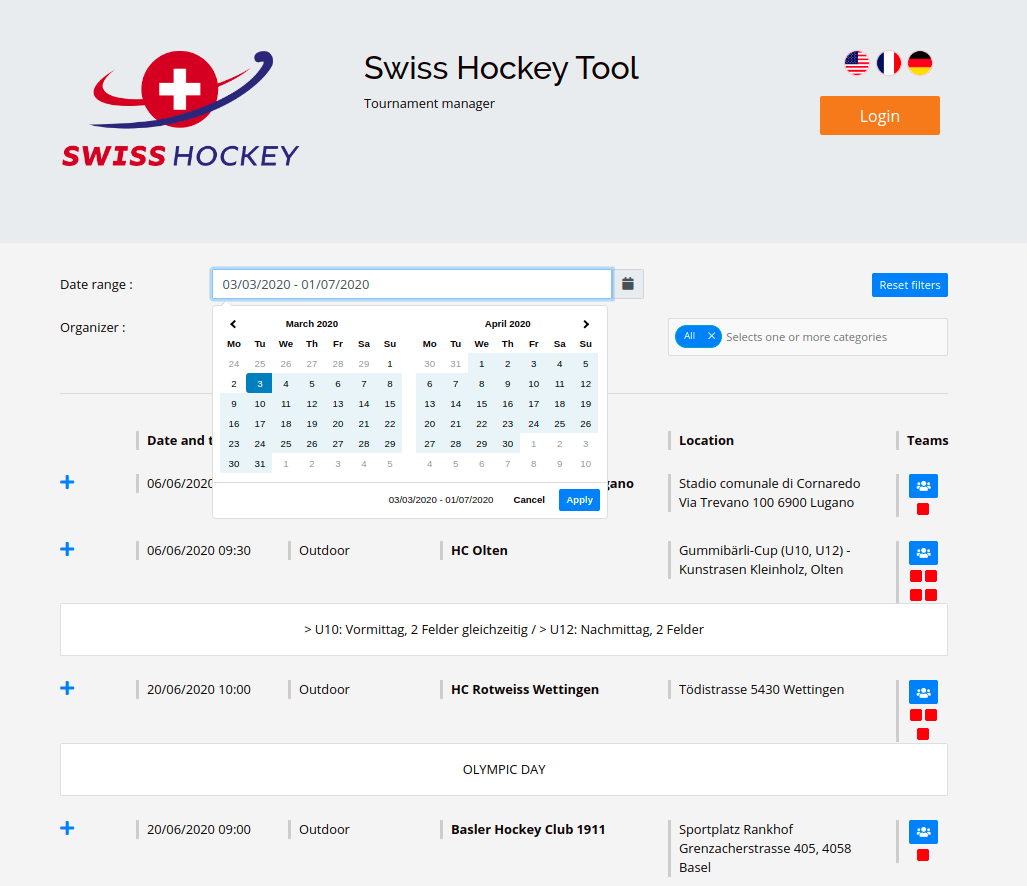 SWISS HOCKEY
Swiss Hockey Tool
Tournament manager
Login
Date range :
03/03/2020 - 01/07/2020
Reset filters
Organizer :
All × Selects one or more categories
March 2020
Mo Tu We Th Fr Sa Su
24 25 26 27 28 29 1
2 3 4 5 6 7 8
9 10 11 12 13 14 15
16 17 18 19 20 21 22
23 24 25 26 27 28 29
30 31 1 2 3 4 5
April 2020
Mo Tu We Th Fr Sa Su
30 31 1 2 3 4 5
6 7 8 9 10 11 12
13 14 15 16 17 18 19
20 21 22 23 24 25 26
27 28 29 30 1 2 3
4 5 6 7 8 9 10
03/03/2020 - 01/07/2020 Cancel Apply
Date and t
Location
Teams
06/06/2020
gano
Stadio comunale di Cornaredo
Via Trevano 100 6900 Lugano
06/06/2020 09:30 Outdoor HC Olten
Gummibärli-Cup (U10, U12) -
Kunstrasen Kleinholz, Olten
> U10: Vormittag, 2 Felder gleichzeitig / > U12: Nachmittag, 2 Felder
20/06/2020 10:00 Outdoor HC Rotweiss Wettingen Tödistrasse 5430 Wettingen
OLYMPIC DAY
20/06/2020 09:00 Outdoor Basler Hockey Club 1911
Sportplatz Rankhof
Grenzacherstrasse 405, 4058
Basel